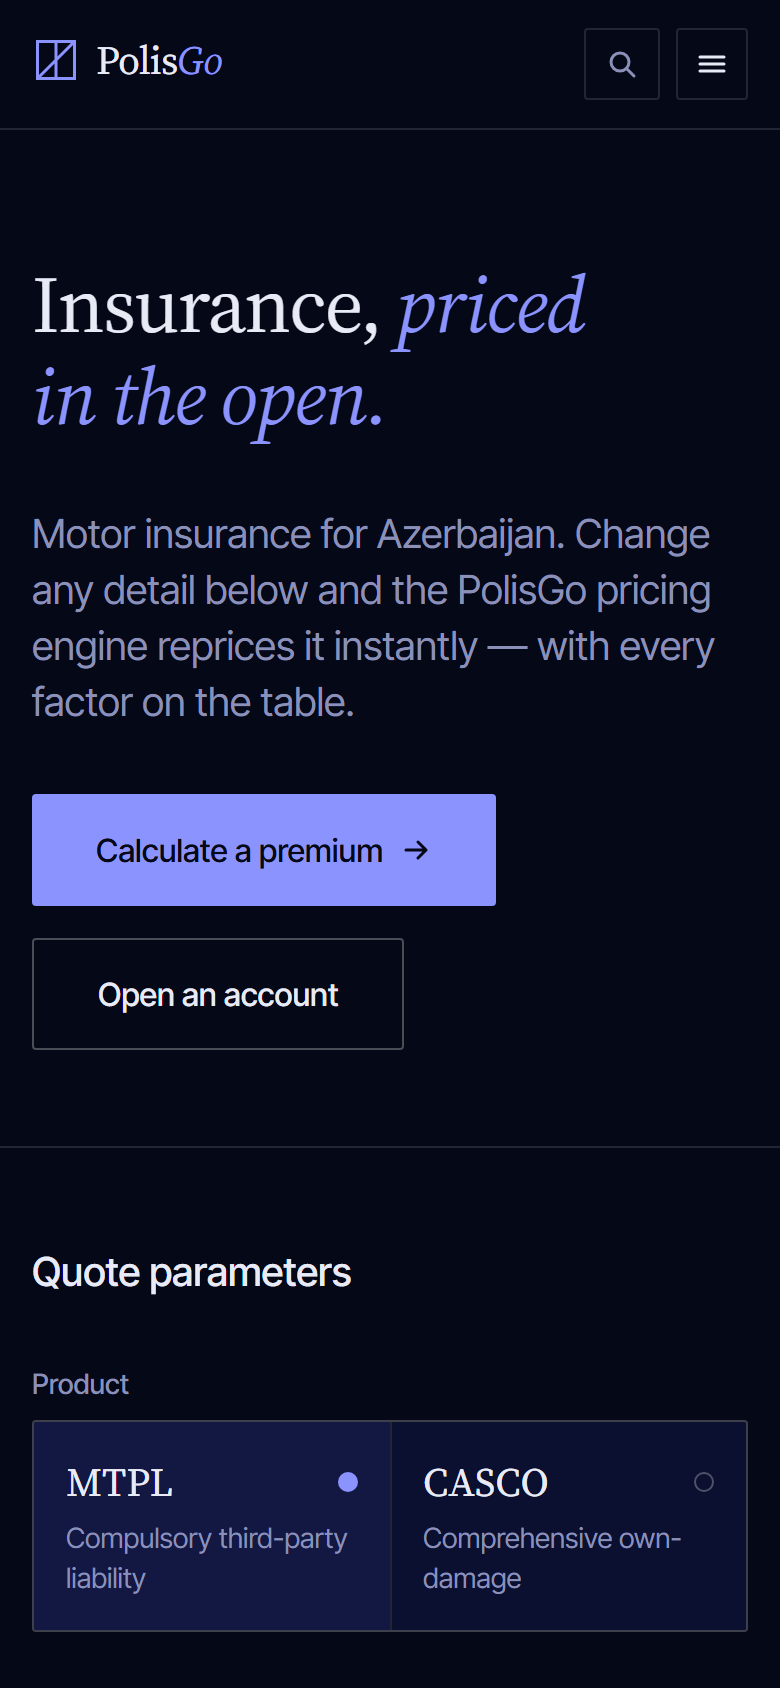 PolisGo
Insurance, priced
in the open.
Motor insurance for Azerbaijan. Change
any detail below and the PolisGo pricing
engine reprices it instantly — with every
factor on the table.
Calculate a premium →
Open an account
Quote parameters
Product
MTPL
Compulsory third-party
liability
CASCO
Comprehensive own-
damage